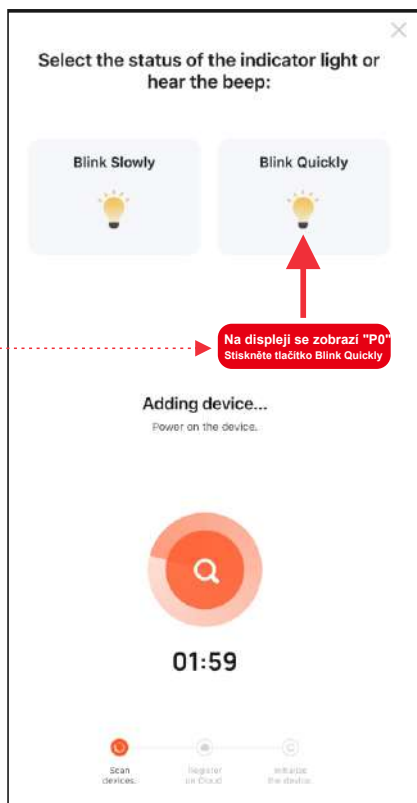 Select the status of the indicator light or
hear the beep:
Blink Slowly
Blink Quickly
Na displeji se zobrazí "P0"
Stiskněte tlačítko Blink Quickly
Adding device...
Power on the device.
01:59
Scan
devices.
Register
on Cloud
Initialize
the device.